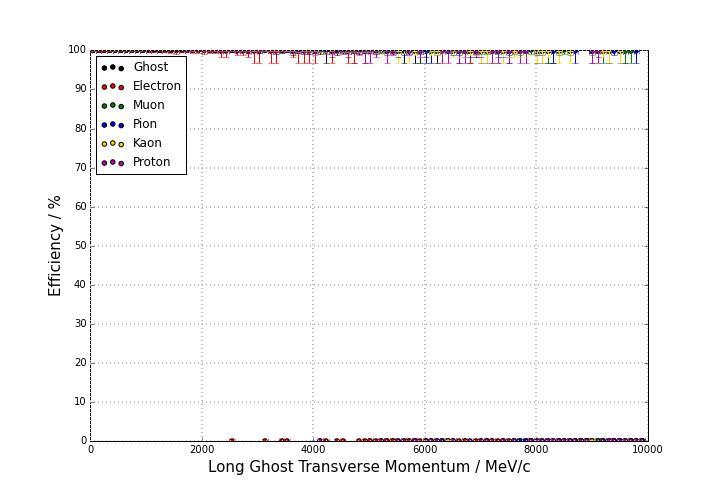 100
90
80
70
60
50
40
30
20
10
0
Efficiency / %
Ghost
Electron
Muon
Pion
Kaon
Proton
0 2000 4000 6000 8000 10000
Long Ghost Transverse Momentum / MeV/c